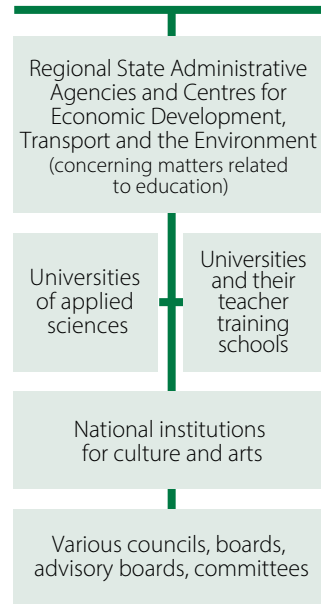 Regional State Administrative
Agencies and Centres for
Economic Development,
Transport and the Environment
(concerning matters related
to education)
Universities
of applied
sciences
Universities
and their
teacher
training
schools
National institutions
for culture and arts
Various councils, boards,
advisory boards, committees